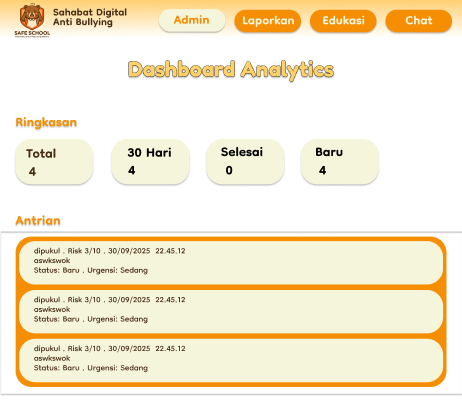 Sahabat Digital
Anti Bullying
SAFE SCHOOL
Admin
Laporkan
Edukasi
Chat
Dashboard Analytics
Ringkasan
Total
4
30 Hari
4
Selesai
0
Baru
4
Antrian
dipukul . Risk 3/10 . 30/09/2025 22.45.12
aswkswok
Status: Baru . Urgensi: Sedang
dipukul . Risk 3/10 . 30/09/2025 22.45.12
aswkswok
Status: Baru . Urgensi: Sedang
dipukul . Risk 3/10 . 30/09/2025 22.45.12
aswkswok
Status: Baru . Urgensi: Sedang